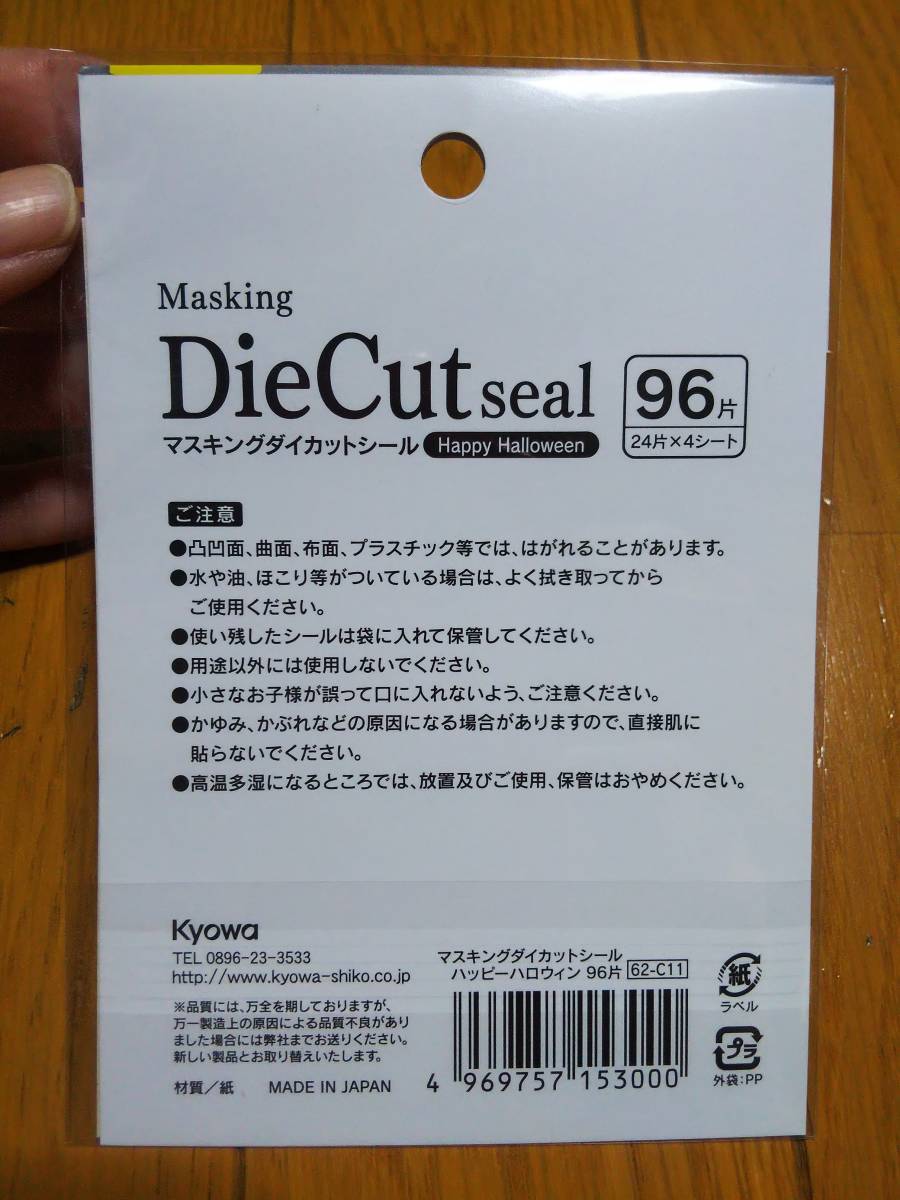 Masking
DieCut seal
マスキングダイカットシール Happy Halloween
96片
24片×4シート
ご注意
●凸凹面、曲面、布面、プラスチック等では、はがれることがあります。
●水や油、ほこり等がついている場合は、よく拭き取ってから
ご使用ください。
●使い残したシールは袋に入れて保管してください。
●用途以外には使用しないでください。
●小さなお子様が誤って口に入れないよう、ご注意ください。
●かゆみ、かぶれなどの原因になる場合がありますので、直接肌に
貼らないでください。
●高温多湿になるところでは、放置及びご使用、保管はおやめください。
Kyowa
TEL 0896-23-3533
http://www.kyowa-shiko.co.jp
※品質には、万全を期しておりますが、
万一製造上の原因による品質不良があり
ました場合には弊社までお送りください。
新しい製品とお取り替えいたします。
材質/紙 MADE IN JAPAN
マスキングダイカットシール
ハッピーハロウィン 96片 62-C11
4 969757 153000
紙
ラベル
プラ
外袋:PP